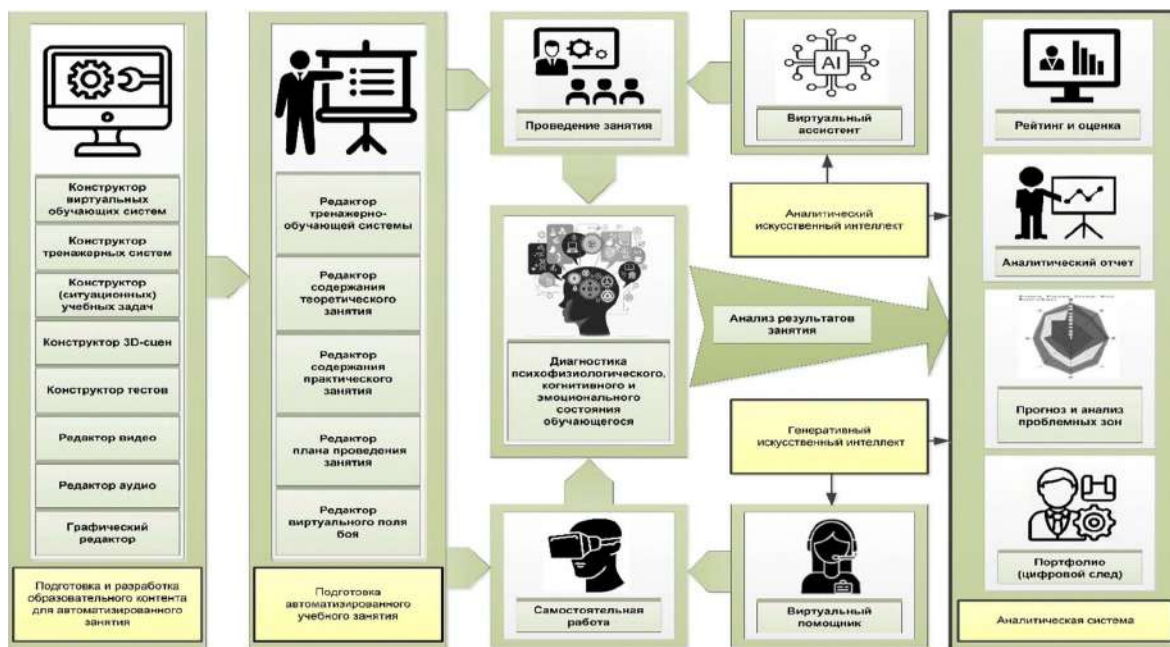 Конструктор
виртуальных
обучающих систем
Конструктор
тренажерных систем
Конструктор
(ситуационных)
учебных задач
Конструктор 3D-сцен
Конструктор тестов
Редактор видео
Редактор аудио
Графический
редактор
Подготовка и разработка
образовательного контента
для автоматизированного
занятия
Редактор
тренажерно-
обучающей системы
Редактор
содержания
теоретического
занятия
Редактор
содержания
практического
занятия
Редактор
плана проведения
занятия
Редактор
виртуального поля
боя
Подготовка
автоматизированного
учебного занятия
Проведение занятия
Диагностика
психофизиологического,
когнитивного и
эмоционального
состояния
обучающегося
Самостоятельная
работа
AI
Виртуальный
ассистент
Аналитический
искусственный интеллект
Анализ результатов
занятия
Генеративный
искусственный интеллект
Виртуальный
помощник
Рейтинг и оценка
Аналитический отчет
Прогноз и анализ
проблемных зон
Портфолио
(цифровой след)
Аналитическая система